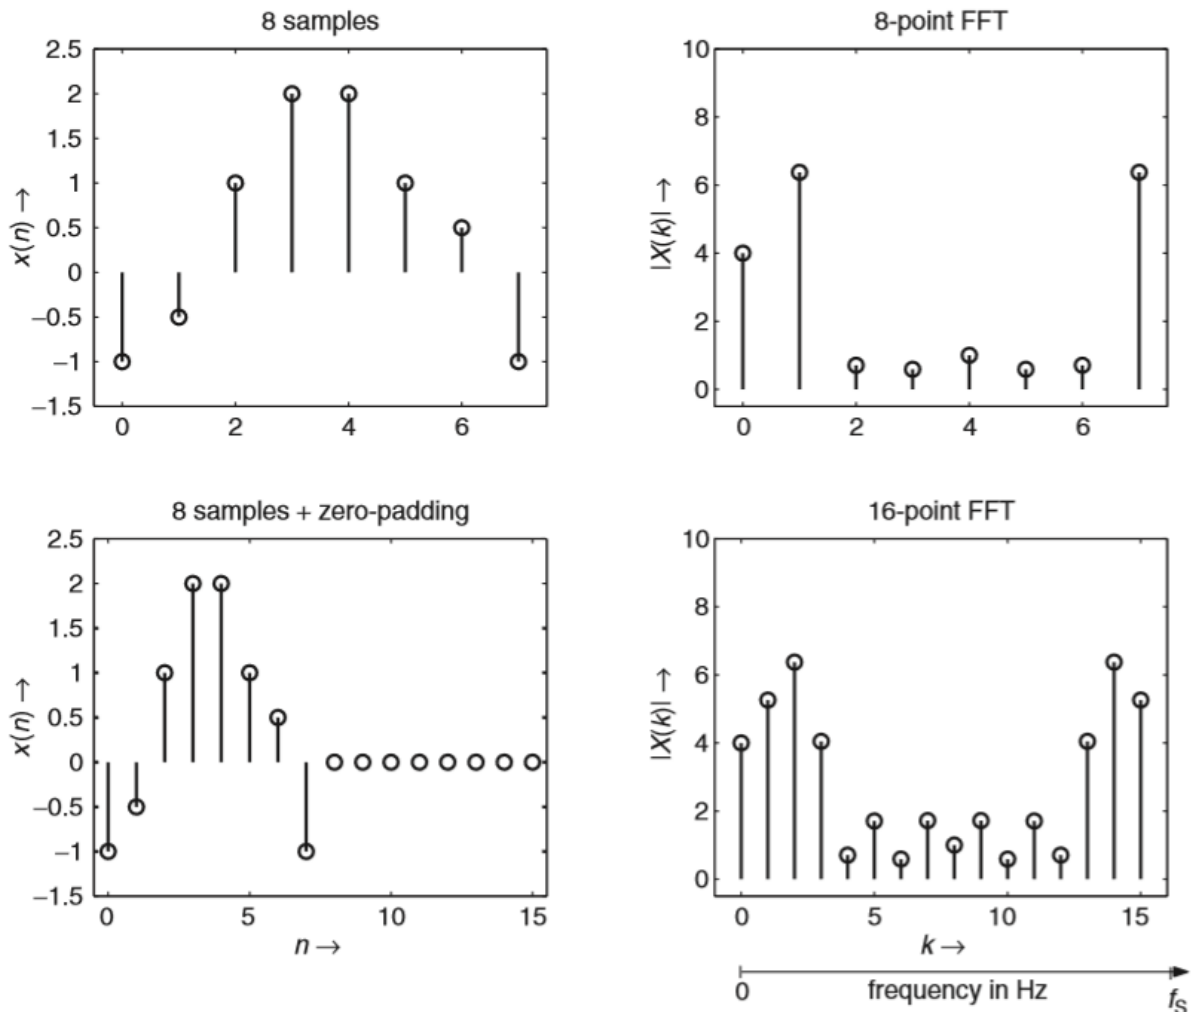 8 samples
2.5
2
1.5
1
0.5
0
−0.5
−1
−1.5
x(n) →
0 2 4 6
8-point FFT
10
8
6
4
2
0
|X(k)| →
0 2 4 6
8 samples + zero-padding
2.5
2
1.5
1
0.5
0
−0.5
−1
−1.5
x(n) →
0 5 10 15
n →
16-point FFT
10
8
6
4
2
0
|X(k)| →
0 5 10 15
k →
0 frequency in Hz fS